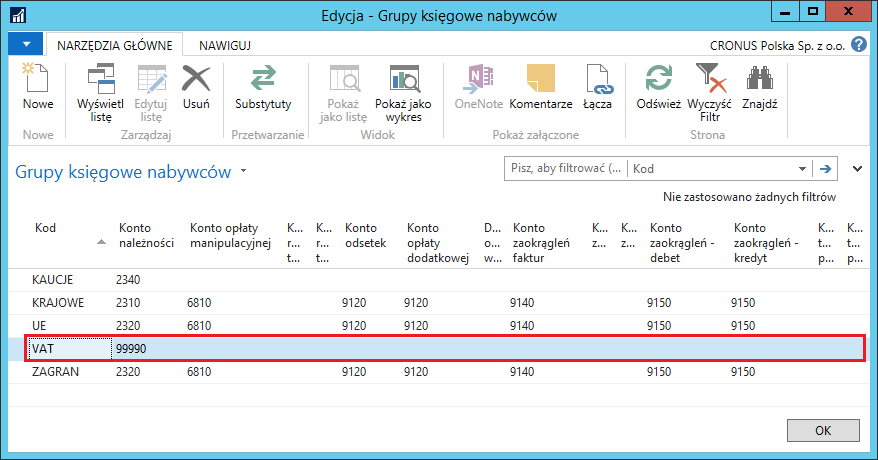 Edycja - Grupy księgowe nabywców
NARZĘDZIA GŁÓWNE NAWIGUJ CRONUS Polska Sp. z o.o.
Nowe Wyświetl listę Edytuj listę Usuń Substytuty Pokaż jako listę Pokaż jako wykres OneNote Komentarze Łącza Odśwież Wyczyść Filtr Znajdź
Nowe Zarządzaj Przetwarzanie Widok Pokaż załączone Strona
Grupy księgowe nabywców Pisz, aby filtrować (... Kod
Nie zastosowano żadnych filtrów
Kod Konto należności Konto opłaty manipulacyjnej K... r... t... K... r... t... Konto odsetek Konto opłaty dodatkowej D... o... w... Konto zaokrągleń faktur K... z... K... z... Konto zaokrągleń - debet Konto zaokrągleń - kredyt K... t... p... K... t... p...
KAUCJE 2340
KRAJOWE 2310 6810 9120 9120 9140 9150 9150
UE 2320 6810 9120 9120 9140 9150 9150
VAT 99990
ZAGRAN 2320 6810 9120 9120 9140 9150 9150
OK